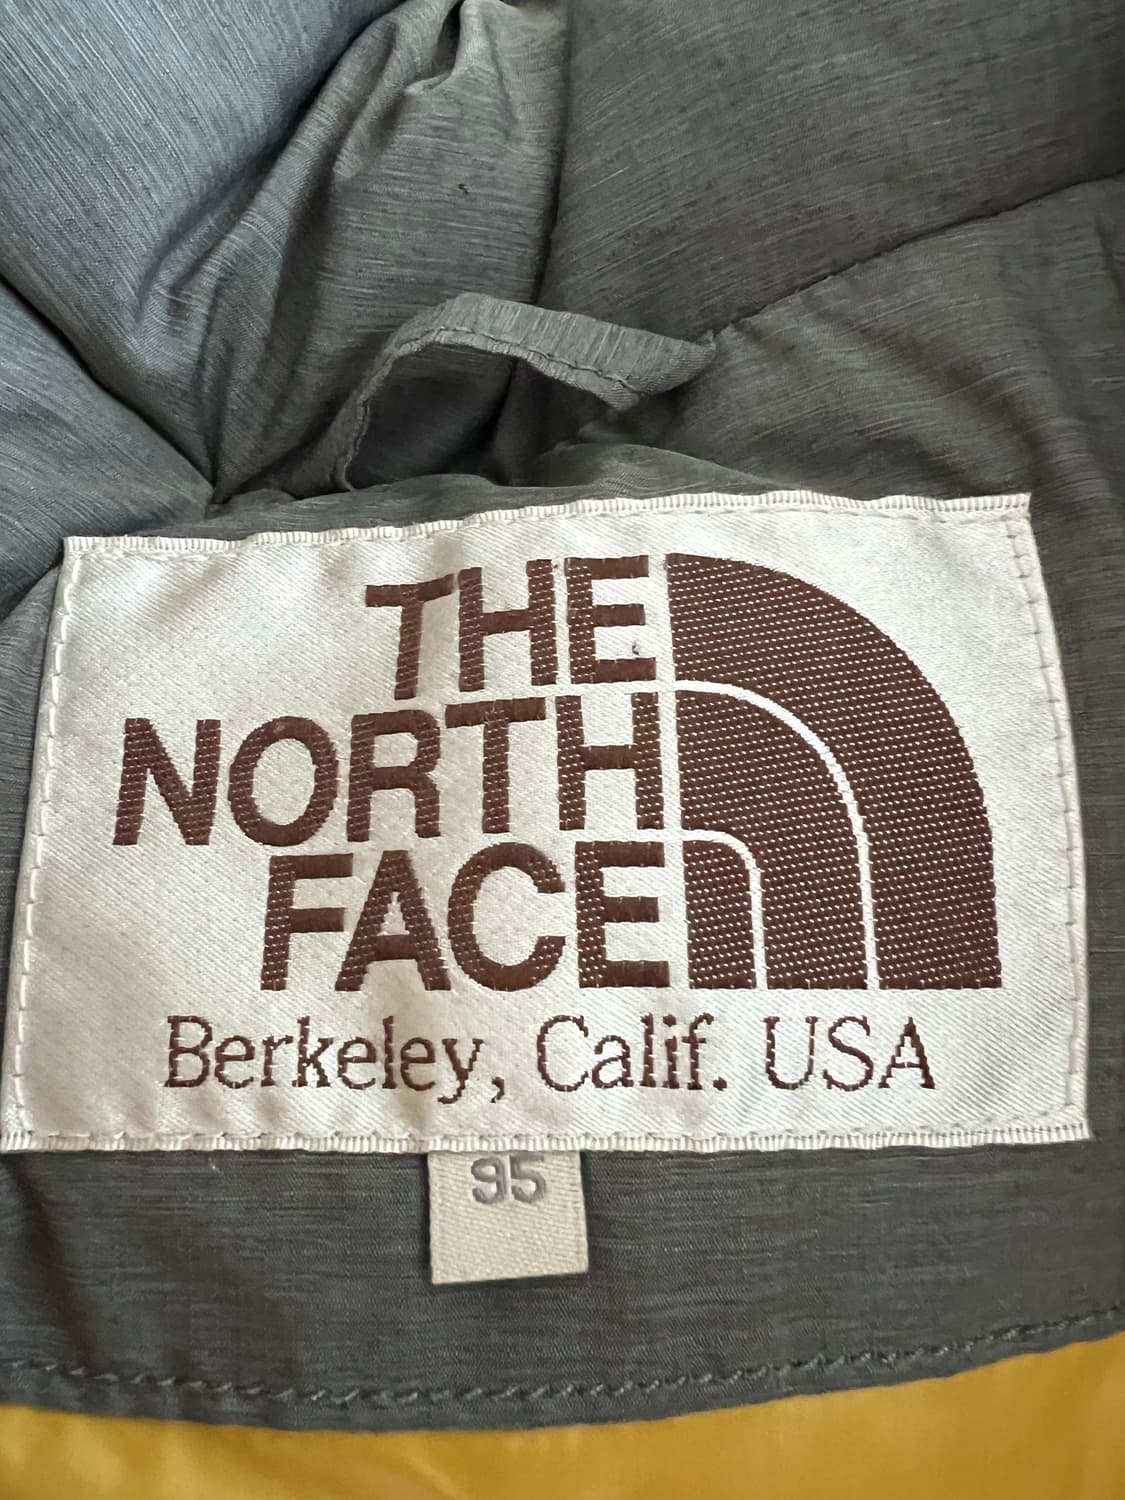 THE
NORTH
FACE
Berkeley, Calif. USA
95